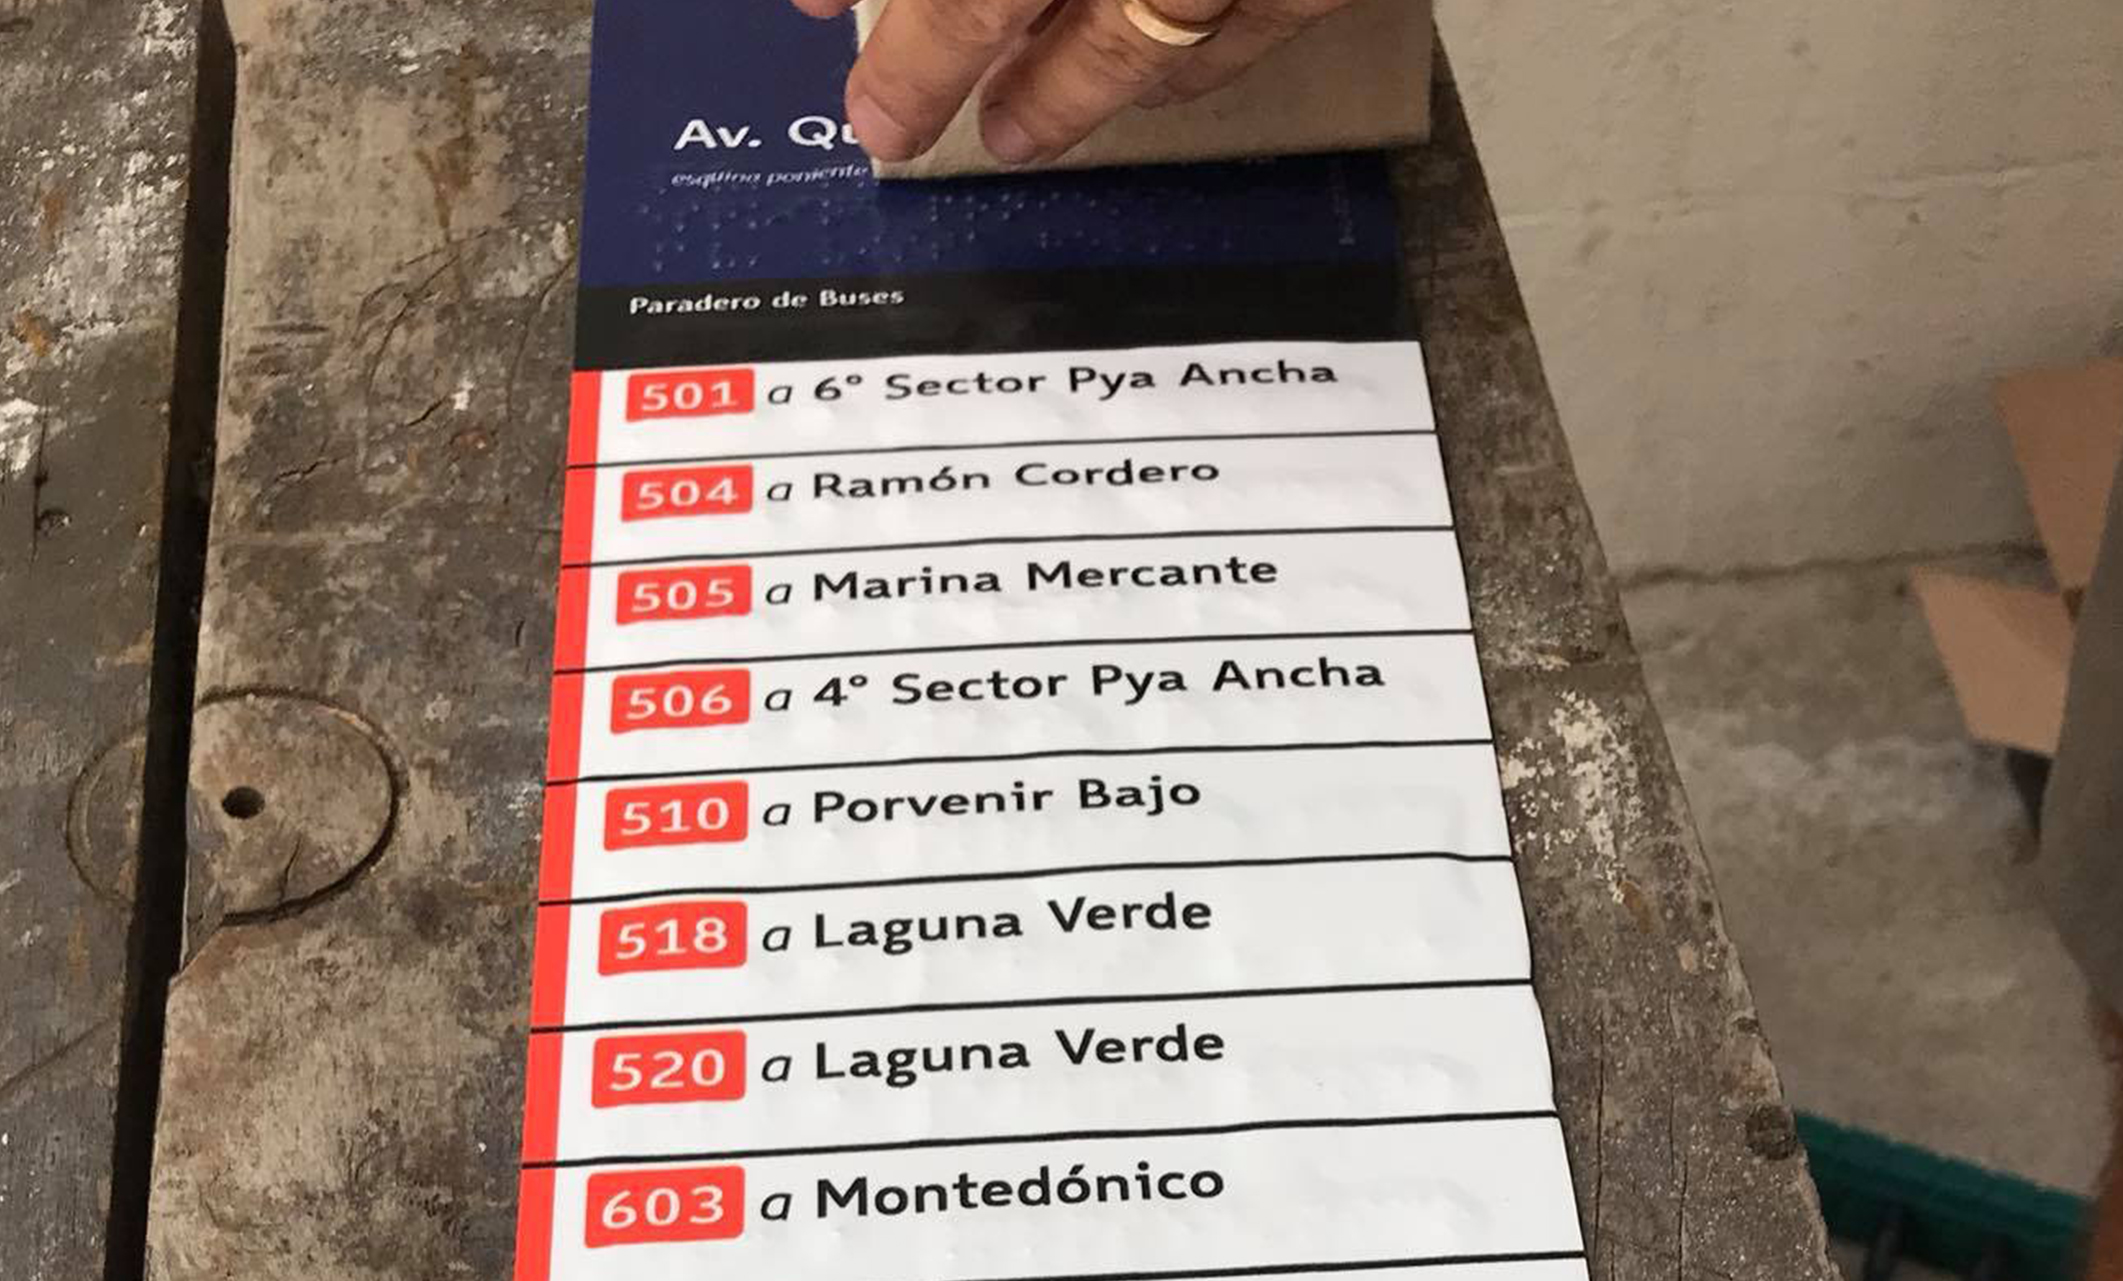 Av. Qu
esquina poniente
Paradero de Buses
501 a 6° Sector Pya Ancha
504 a Ramón Cordero
505 a Marina Mercante
506 a 4° Sector Pya Ancha
510 a Porvenir Bajo
518 a Laguna Verde
520 a Laguna Verde
603 a Montedónico